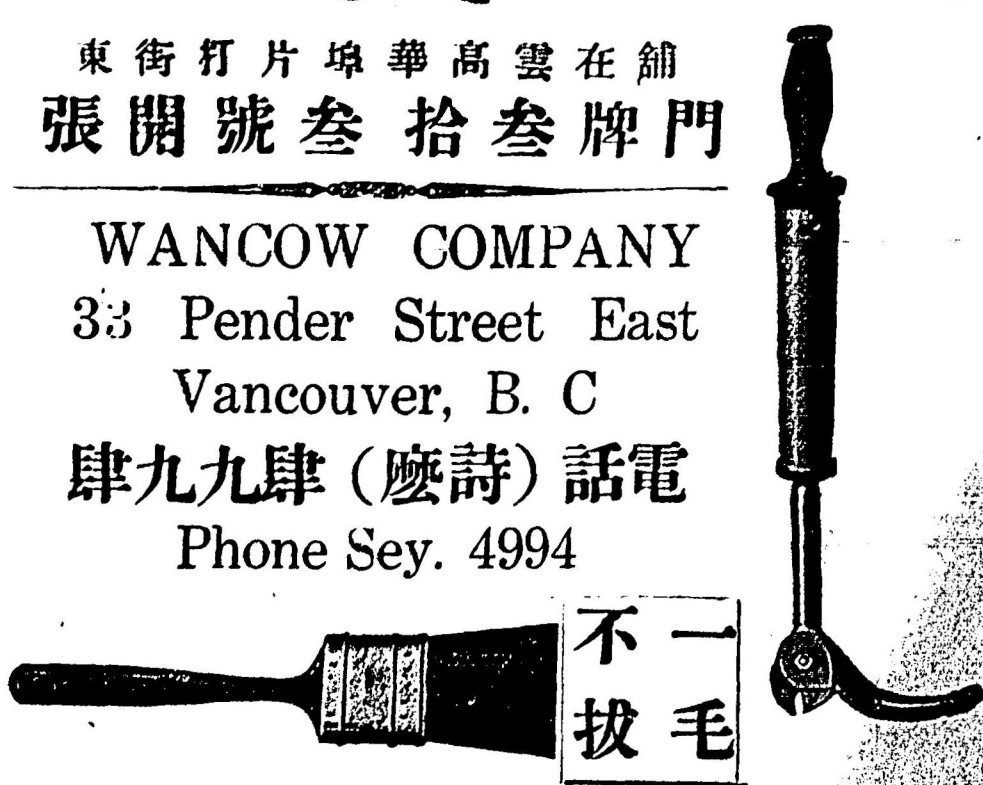 舖在雲高華埠片打街東
門牌叁拾叁號開張
WANCOW COMPANY
33 Pender Street East
Vancouver, B. C
電話(詩麼)肆九九肆
Phone Sey. 4994
一毛
不拔